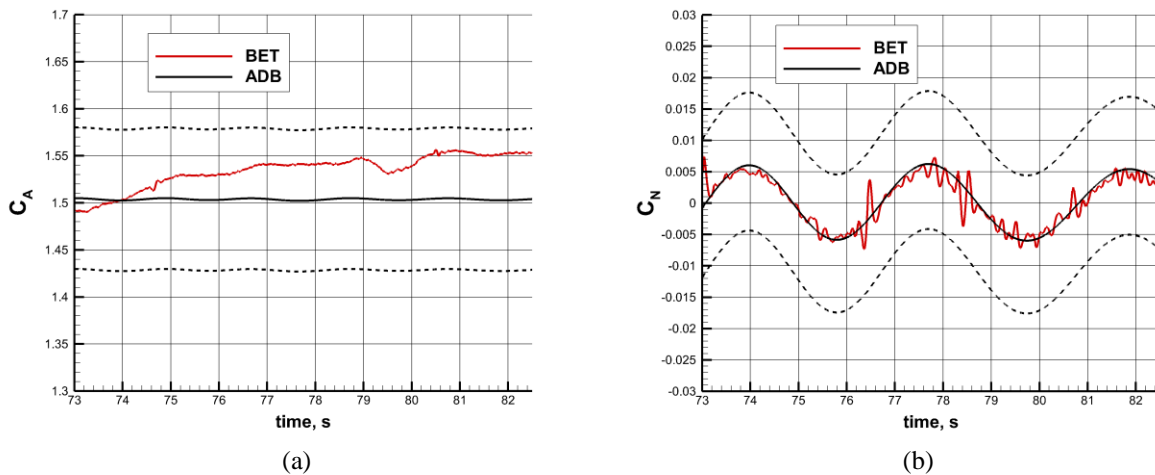 1.7
1.65
1.6
1.55
1.5
1.45
1.4
1.35
1.3
C_A
BET
ADB
73 74 75 76 77 78 79 80 81 82
time, s
(a)
0.03
0.025
0.02
0.015
0.01
0.005
0
-0.005
-0.01
-0.015
-0.02
-0.025
-0.03
C_N
BET
ADB
73 74 75 76 77 78 79 80 81 82
time, s
(b)